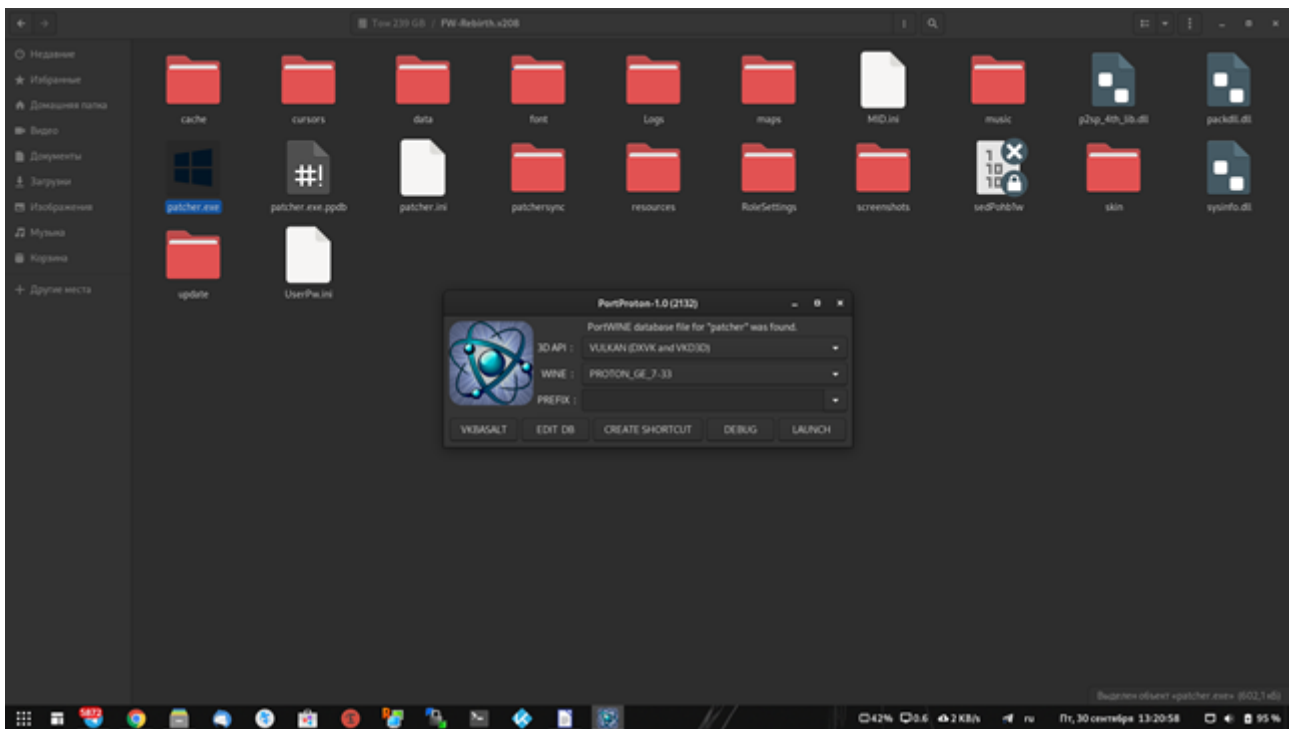 Том 239 GB / FW-Rebirth.v208
Недавние
Избранные
Домашняя папка
Видео
Документы
Загрузки
Изображения
Музыка
Корзина
+ Другие места
cache cursors data font Logs maps MID.ini music p2sp_4th_lib.dll packdll.dll
patcher.exe patcher.exe.ppdb patcher.ini patchersync resources RoleSettings screenshots skin sysinfo.dll
update UserPw.ini
PortProton-1.0 (2132)
PortWINE database file for "patcher" was found.
3D API : VULKAN (DXVK and VKD3D)
WINE : PROTON_GE_7-33
PREFIX :
VKBASALT EDIT DB CREATE SHORTCUT DEBUG LAUNCH
Выделен объект «patcher.exe» (602,1 кБ)
5872 42% 0.6 2 KB/s ru Пт, 30 сентября 13:20:58 95 %